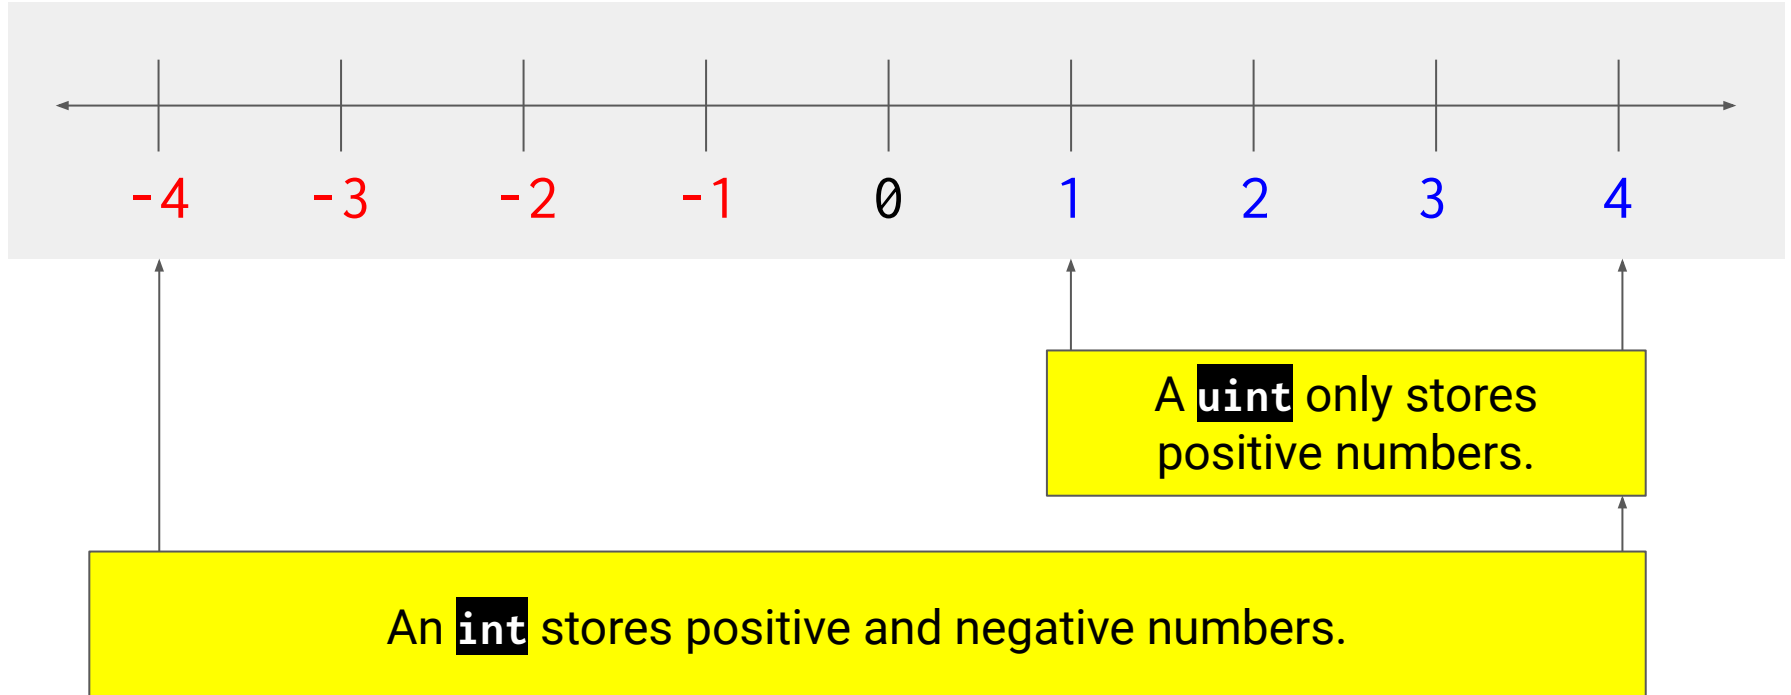 -4 -3 -2 -1 0 1 2 3 4
A uint only stores
positive numbers.
An int stores positive and negative numbers.